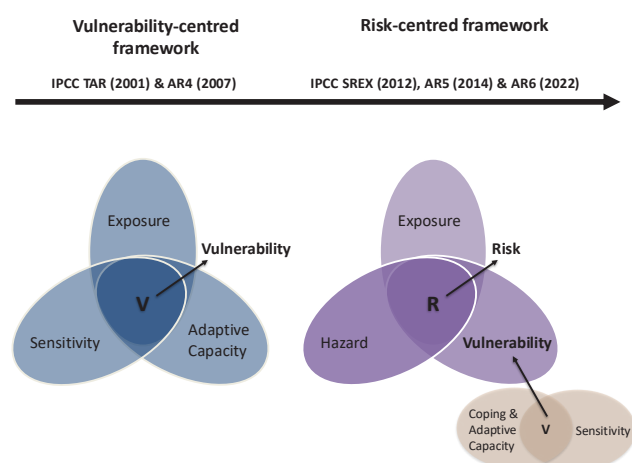 Vulnerability-centred
framework
Risk-centred framework
IPCC TAR (2001) & AR4 (2007)
IPCC SREX (2012), AR5 (2014) & AR6 (2022)
Exposure
Vulnerability
V
Sensitivity
Adaptive
Capacity
Exposure
Risk
R
Hazard
Vulnerability
Coping &
Adaptive
Capacity
V
Sensitivity